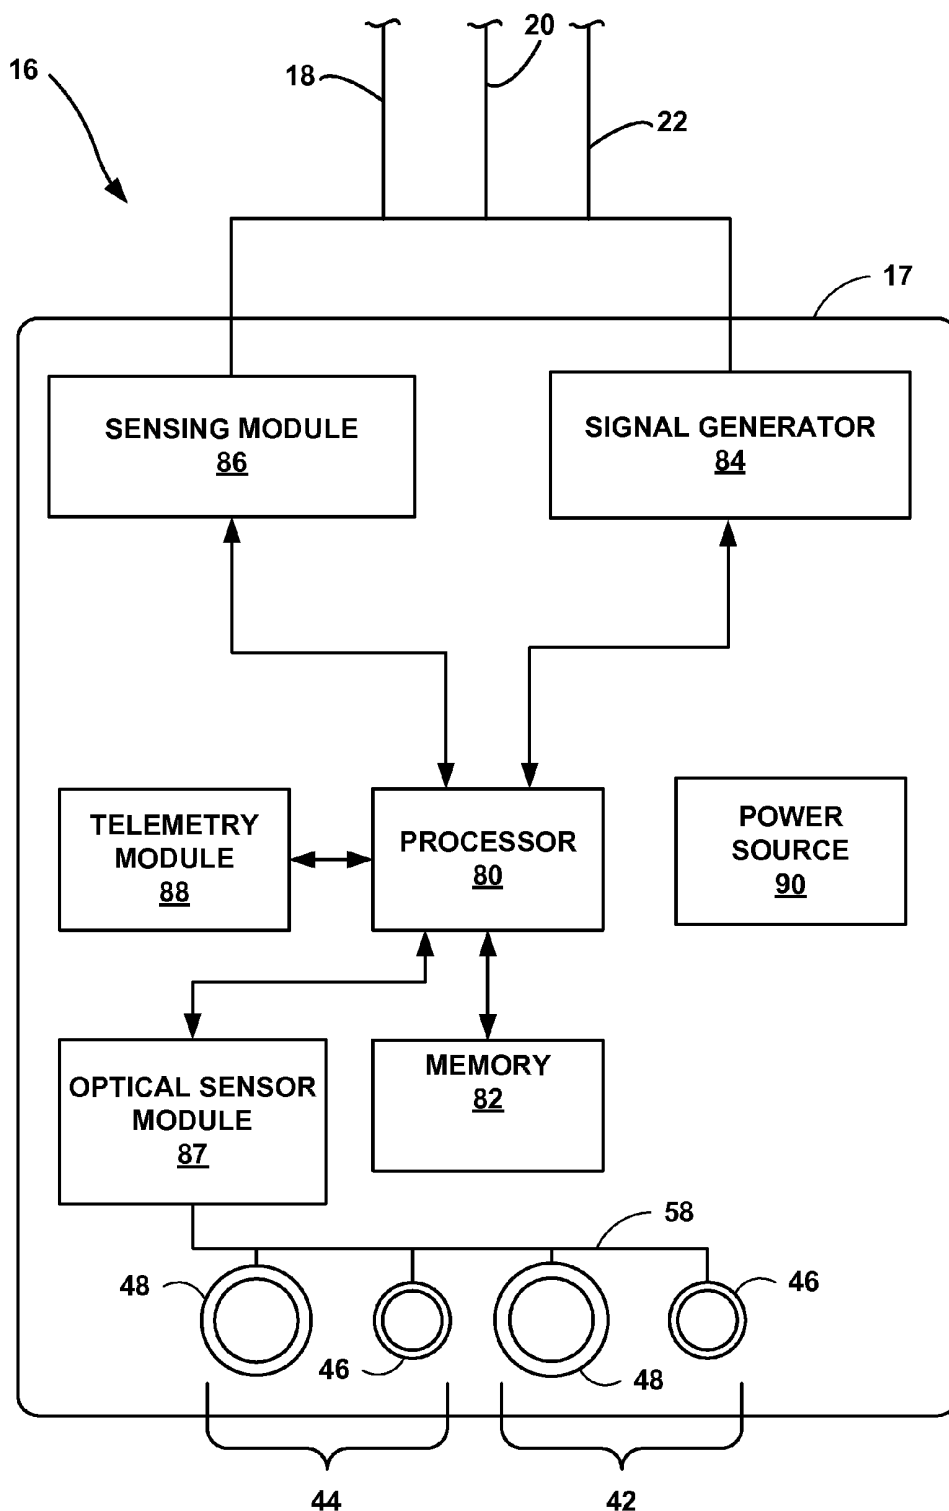 20
16
18
22
17
SENSING MODULE
86
SIGNAL GENERATOR
84
TELEMETRY
MODULE
88
PROCESSOR
80
POWER
SOURCE
90
OPTICAL SENSOR
MODULE
87
MEMORY
82
58
48
46
46
48
44
42